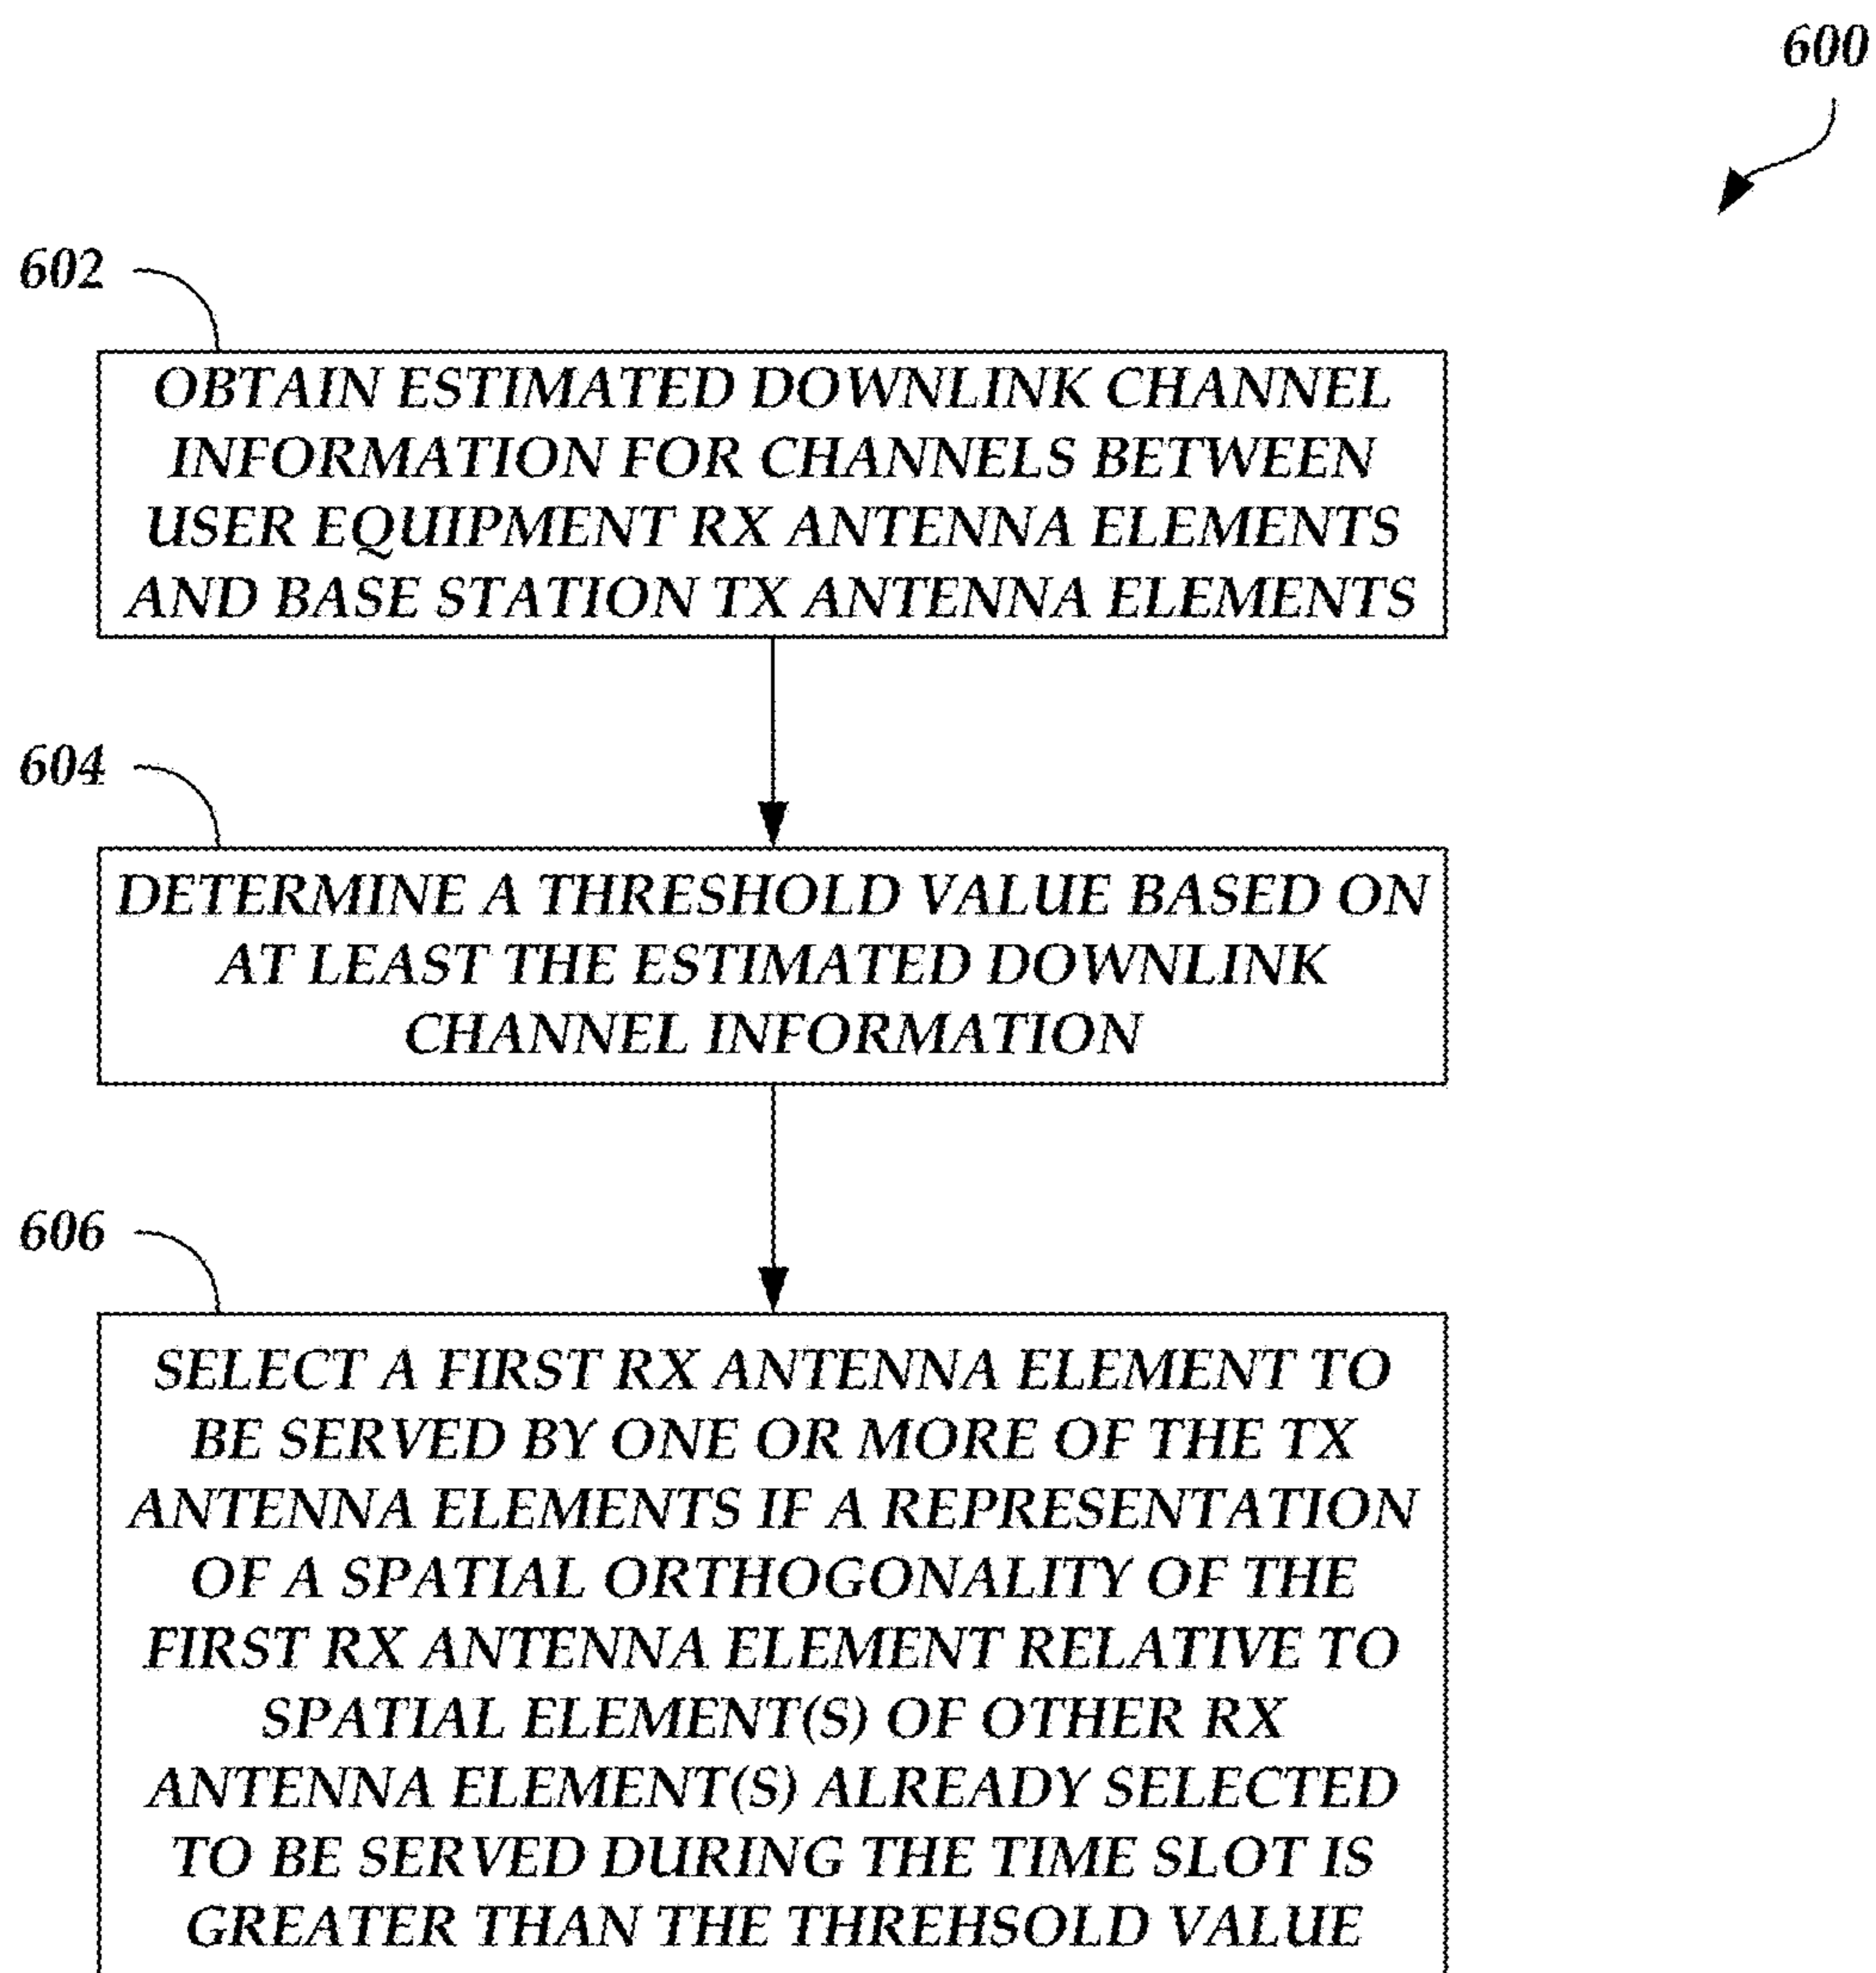 600
602
OBTAIN ESTIMATED DOWNLINK CHANNEL
INFORMATION FOR CHANNELS BETWEEN
USER EQUIPMENT RX ANTENNA ELEMENTS
AND BASE STATION TX ANTENNA ELEMENTS
604
DETERMINE A THRESHOLD VALUE BASED ON
AT LEAST THE ESTIMATED DOWNLINK
CHANNEL INFORMATION
606
SELECT A FIRST RX ANTENNA ELEMENT TO
BE SERVED BY ONE OR MORE OF THE TX
ANTENNA ELEMENTS IF A REPRESENTATION
OF A SPATIAL ORTHOGONALITY OF THE
FIRST RX ANTENNA ELEMENT RELATIVE TO
SPATIAL ELEMENT(S) OF OTHER RX
ANTENNA ELEMENT(S) ALREADY SELECTED
TO BE SERVED DURING THE TIME SLOT IS
GREATER THAN THE THREHSOLD VALUE